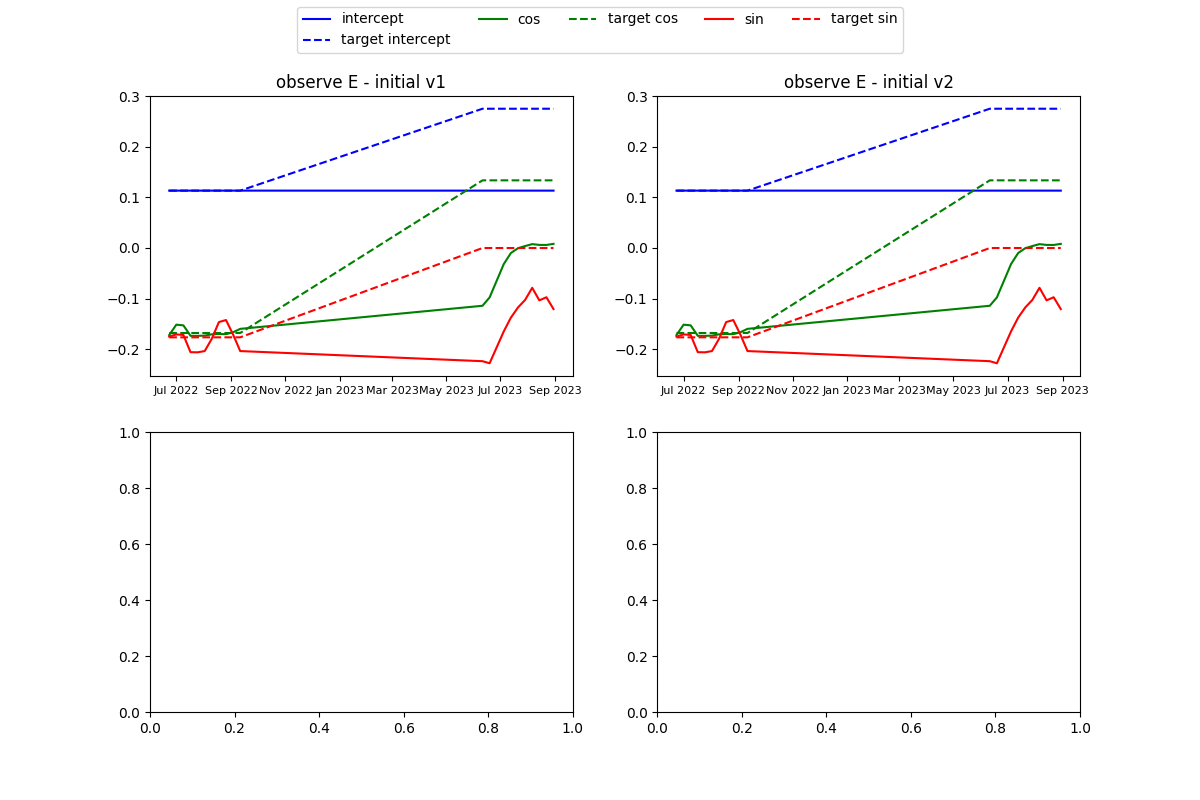 intercept cos target cos sin target sin
target intercept
observe E - initial v1 observe E - initial v2
0.3 0.3
0.2 0.2
0.1 0.1
0.0 0.0
−0.1 −0.1
−0.2 −0.2
Jul 2022 Sep 2022 Nov 2022 Jan 2023 Mar 2023 May 2023 Jul 2023 Sep 2023 Jul 2022 Sep 2022 Nov 2022 Jan 2023 Mar 2023 May 2023 Jul 2023 Sep 2023
1.0 1.0
0.8 0.8
0.6 0.6
0.4 0.4
0.2 0.2
0.0 0.0
0.0 0.2 0.4 0.6 0.8 1.0 0.0 0.2 0.4 0.6 0.8 1.0